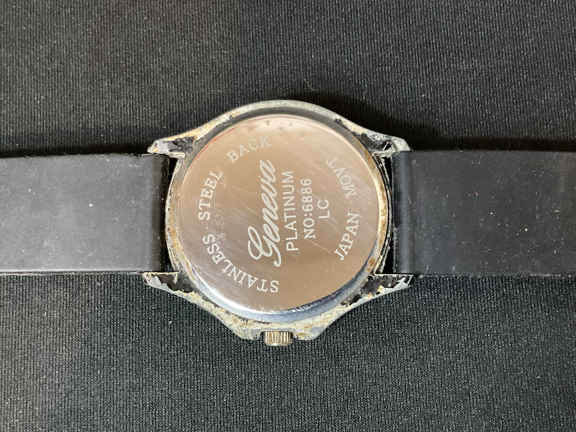 STAINLESS STEEL BACK
Geneva
PLATINUM
NO:6886
LC
JAPAN MOVT